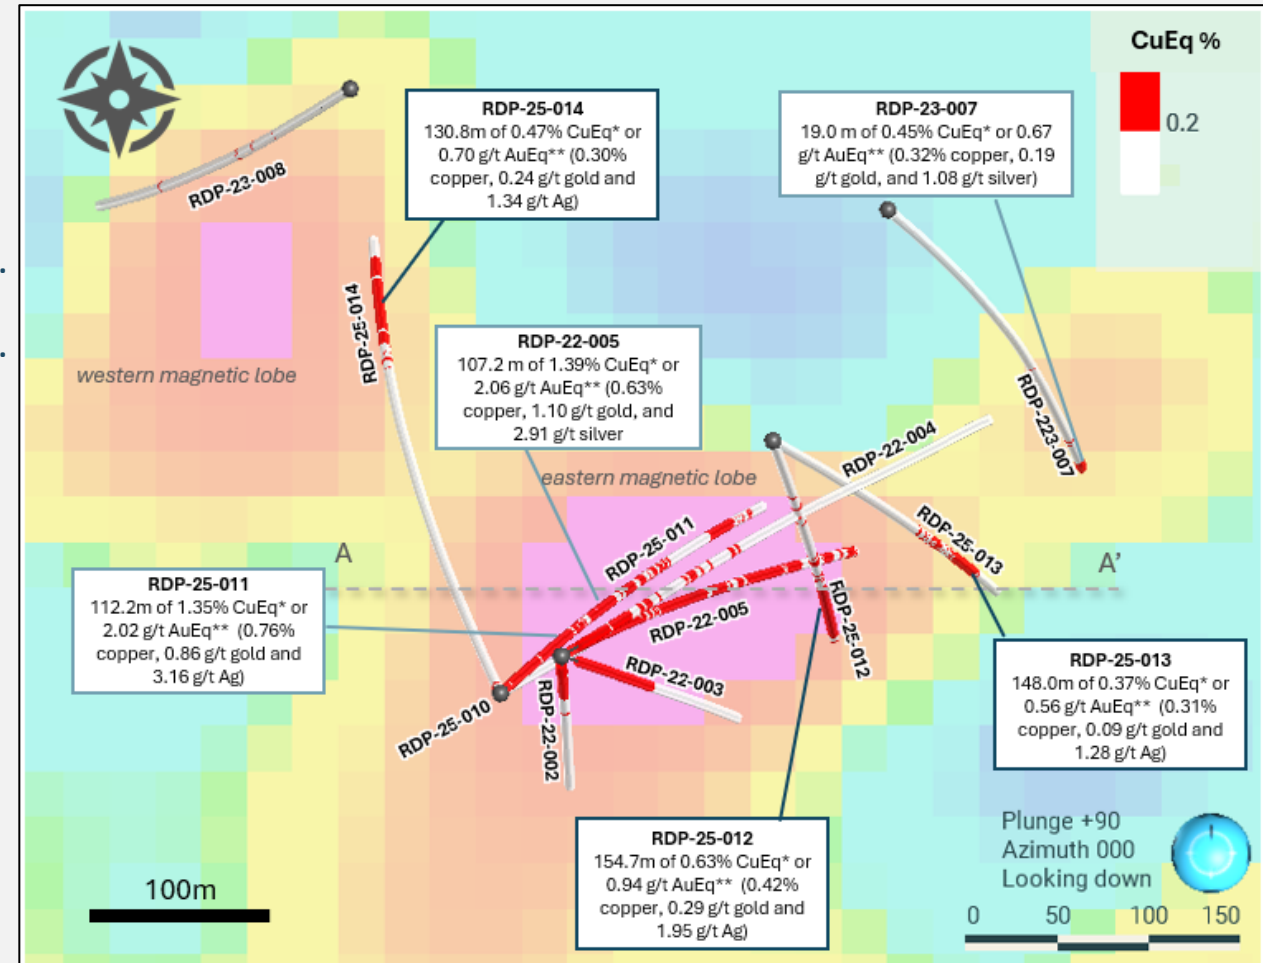 CuEq %
0.2
RDP-25-014
130.8m of 0.47% CuEq* or
0.70 g/t AuEq** (0.30%
copper, 0.24 g/t gold and
1.34 g/t Ag)
RDP-23-007
19.0 m of 0.45% CuEq* or 0.67
g/t AuEq** (0.32% copper, 0.19
g/t gold, and 1.08 g/t silver)
RDP-23-008
RDP-25-014
western magnetic lobe
RDP-22-005
107.2 m of 1.39% CuEq* or
2.06 g/t AuEq** (0.63%
copper, 1.10 g/t gold, and
2.91 g/t silver
RDP-223-007
RDP-22-004
eastern magnetic lobe
RDP-25-011
RDP-25-013
A
A'
RDP-25-011
112.2m of 1.35% CuEq* or
2.02 g/t AuEq** (0.76%
copper, 0.86 g/t gold and
3.16 g/t Ag)
RDP-22-005
RDP-25-012
RDP-22-003
RDP-25-010
RDP-22-002
RDP-25-013
148.0m of 0.37% CuEq* or
0.56 g/t AuEq** (0.31%
copper, 0.09 g/t gold and
1.28 g/t Ag)
RDP-25-012
154.7m of 0.63% CuEq* or
0.94 g/t AuEq** (0.42%
copper, 0.29 g/t gold and
1.95 g/t Ag)
Plunge +90
Azimuth 000
Looking down
100m
0 50 100 150